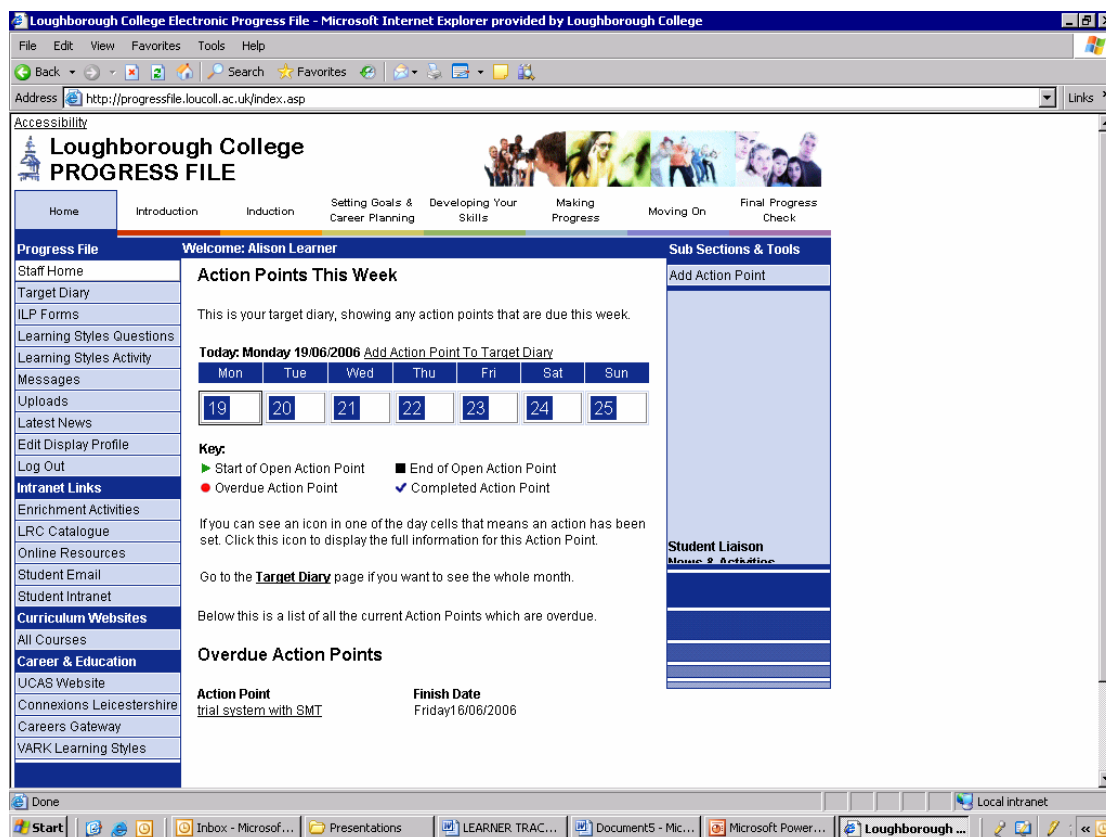 Loughborough College Electronic Progress File - Microsoft Internet Explorer provided by Loughborough College
File Edit View Favorites Tools Help
Back Search Favorites
Address http://progressfile.loucoll.ac.uk/index.asp Links
Accessibility
Loughborough College
PROGRESS FILE
Home
Introduction
Induction
Setting Goals &
Career Planning
Developing Your
Skills
Making
Progress
Moving On
Final Progress
Check
Progress File
Staff Home
Target Diary
ILP Forms
Learning Styles Questions
Learning Styles Activity
Messages
Uploads
Latest News
Edit Display Profile
Log Out
Intranet Links
Enrichment Activities
LRC Catalogue
Online Resources
Student Email
Student Intranet
Curriculum Websites
All Courses
Career & Education
UCAS Website
Connexions Leicestershire
Careers Gateway
VARK Learning Styles
Welcome: Alison Learner
Action Points This Week
This is your target diary, showing any action points that are due this week.
Today: Monday 19/06/2006 Add Action Point To Target Diary
Mon Tue Wed Thu Fri Sat Sun
19 20 21 22 23 24 25
Key:
Start of Open Action Point End of Open Action Point
Overdue Action Point Completed Action Point
If you can see an icon in one of the day cells that means an action has been
set. Click this icon to display the full information for this Action Point.
Go to the Target Diary page if you want to see the whole month.
Below this is a list of all the current Action Points which are overdue.
Overdue Action Points
Action Point Finish Date
trial system with SMT Friday16/06/2006
Sub Sections & Tools
Add Action Point
Student Liaison
News & Activities
Done Local intranet
Start Inbox - Microsof... Presentations LEARNER TRAC... Document5 - Mic... Microsoft Power... Loughborough ...